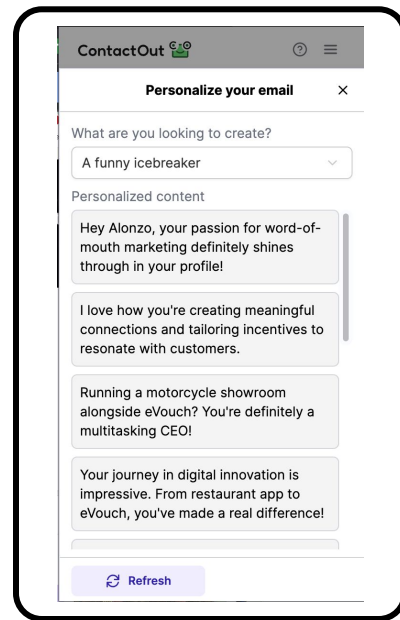 ContactOut
Personalize your email
What are you looking to create?
A funny icebreaker
Personalized content
Hey Alonzo, your passion for word-of-
mouth marketing definitely shines
through in your profile!
I love how you're creating meaningful
connections and tailoring incentives to
resonate with customers.
Running a motorcycle showroom
alongside eVouch? You're definitely a
multitasking CEO!
Your journey in digital innovation is
impressive. From restaurant app to
eVouch, you've made a real difference!
Refresh